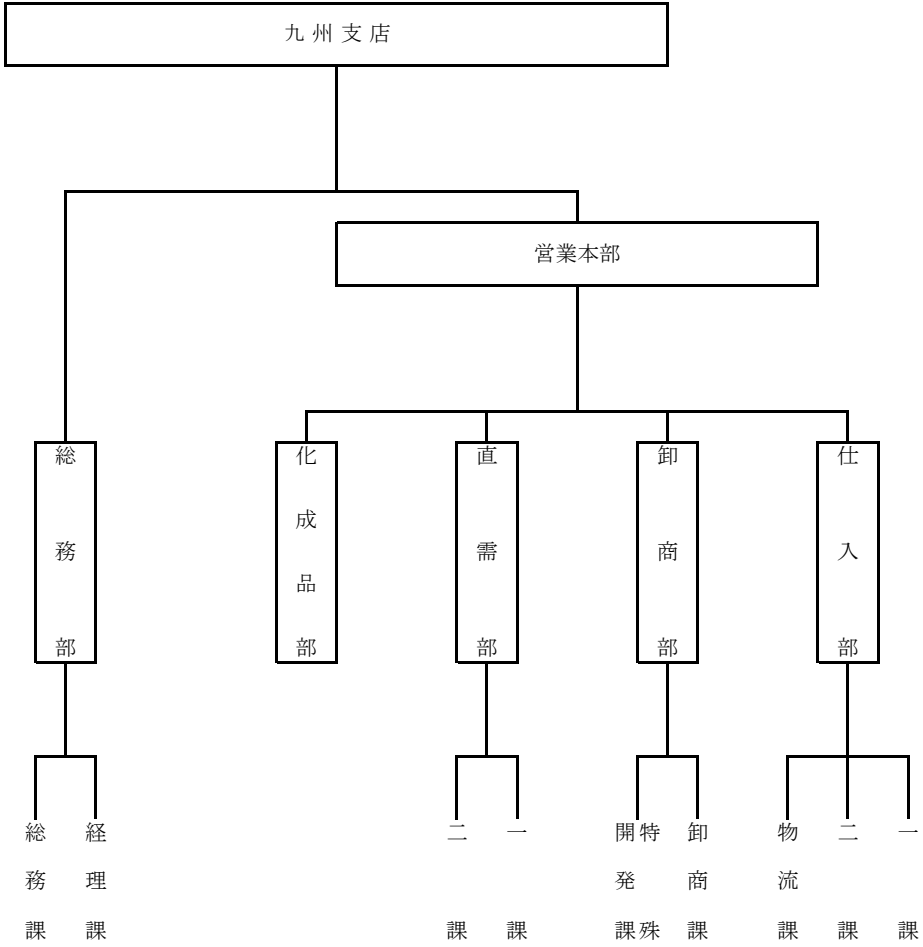 九州支店
営業本部
総務部
化成品部
直需部
卸商部
仕入部
総務課
経理課
二課
一課
特殊
開発課
卸商課
物流課
二課
一課